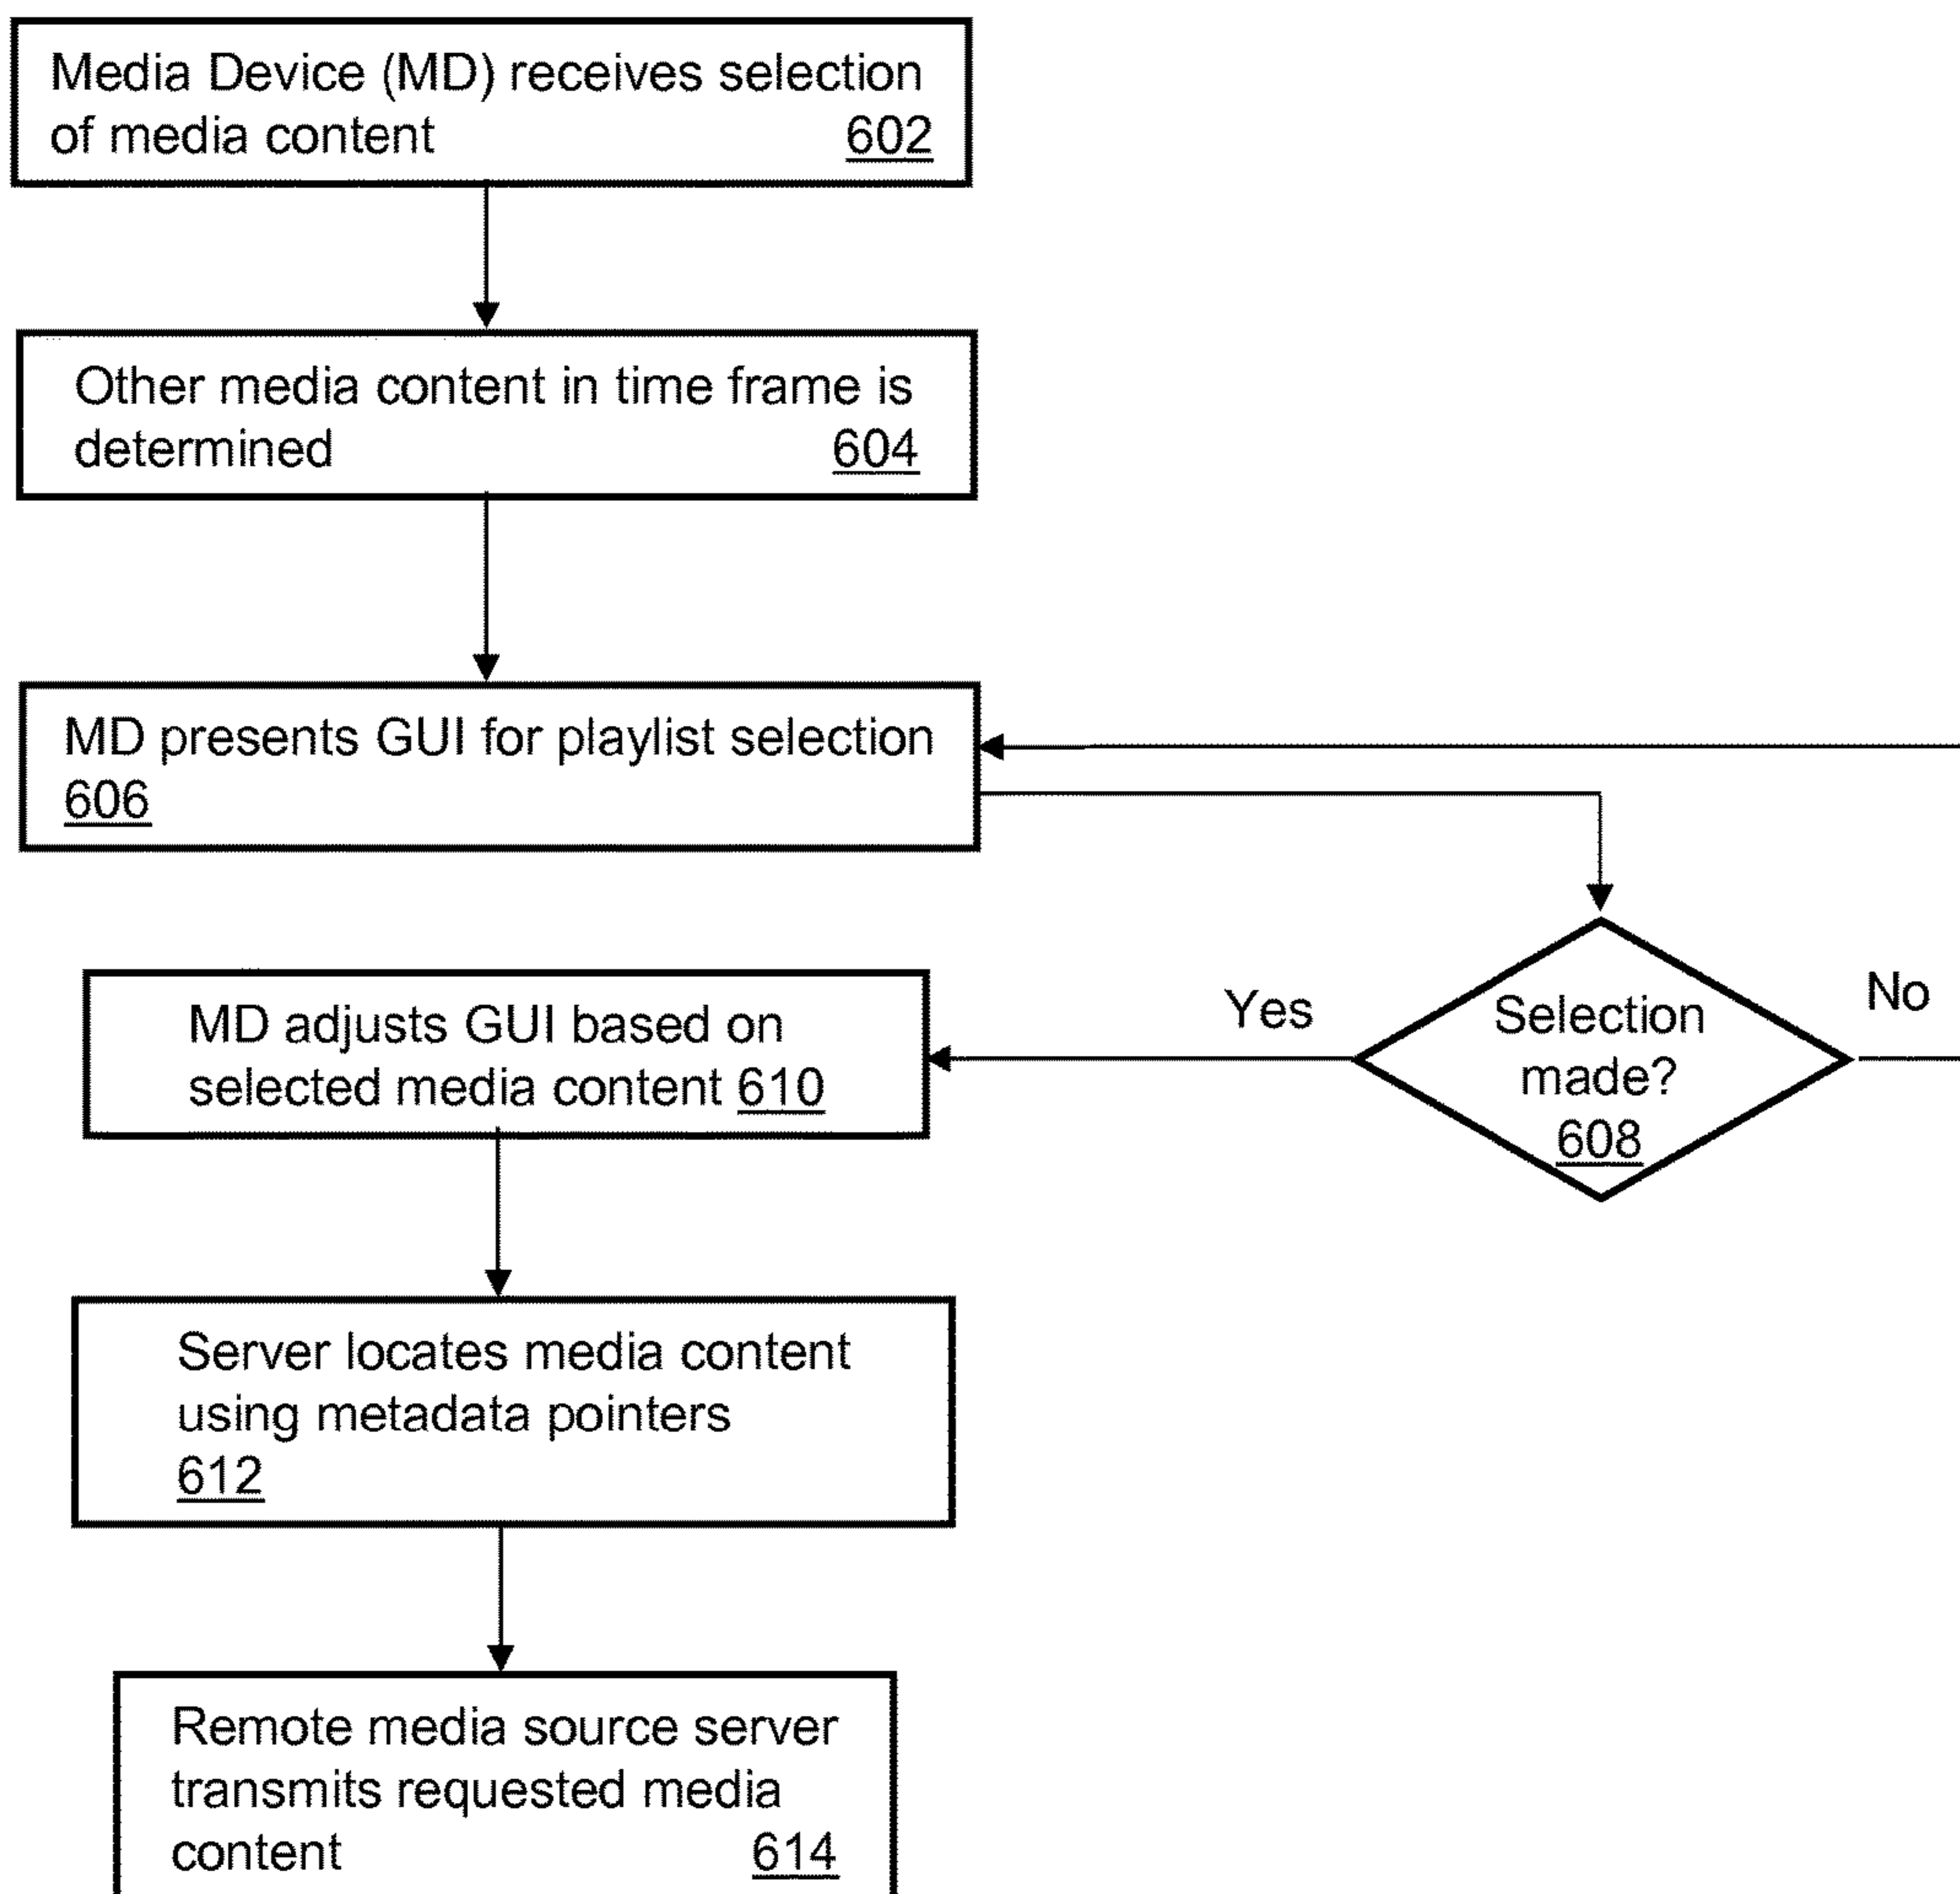 Media Device (MD) receives selection
of media content 602
Other media content in time frame is
determined 604
MD presents GUI for playlist selection
606
Selection
made?
608
No
Yes
MD adjusts GUI based on
selected media content 610
Server locates media content
using metadata pointers
612
Remote media source server
transmits requested media
content 614